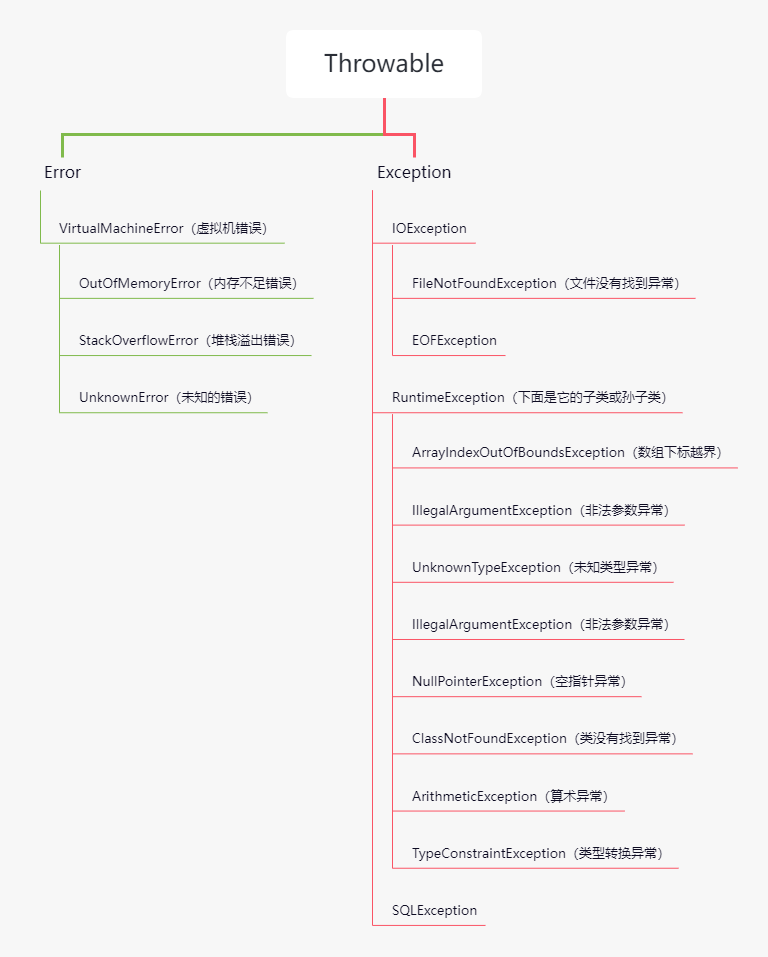 Throwable
Error
VirtualMachineError（虚拟机错误）
OutOfMemoryError（内存不足错误）
StackOverflowError（堆栈溢出错误）
UnknownError（未知的错误）
Exception
IOException
FileNotFoundException（文件没有找到异常）
EOFException
RuntimeException（下面是它的子类或孙子类）
ArrayIndexOutOfBoundsException（数组下标越界）
IllegalArgumentException（非法参数异常）
UnknownTypeException（未知类型异常）
IllegalArgumentException（非法参数异常）
NullPointerException（空指针异常）
ClassNotFoundException（类没有找到异常）
ArithmeticException（算术异常）
TypeConstraintException（类型转换异常）
SQLException